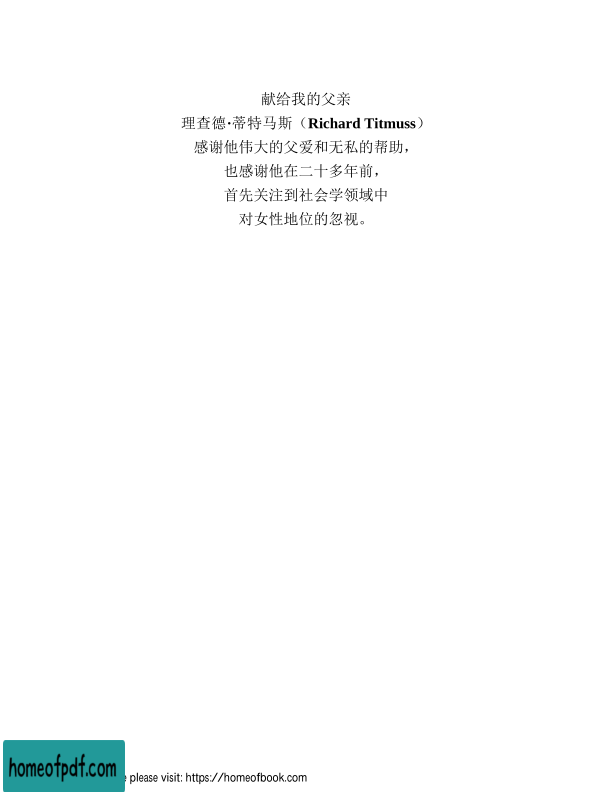 献给我的父亲
理查德·蒂特马斯（Richard Titmuss）
感谢他伟大的父爱和无私的帮助，
也感谢他在二十多年前，
首先关注到社会学领域中
对女性地位的忽视。
homeofpdf.com
please visit: https://homeofbook.com